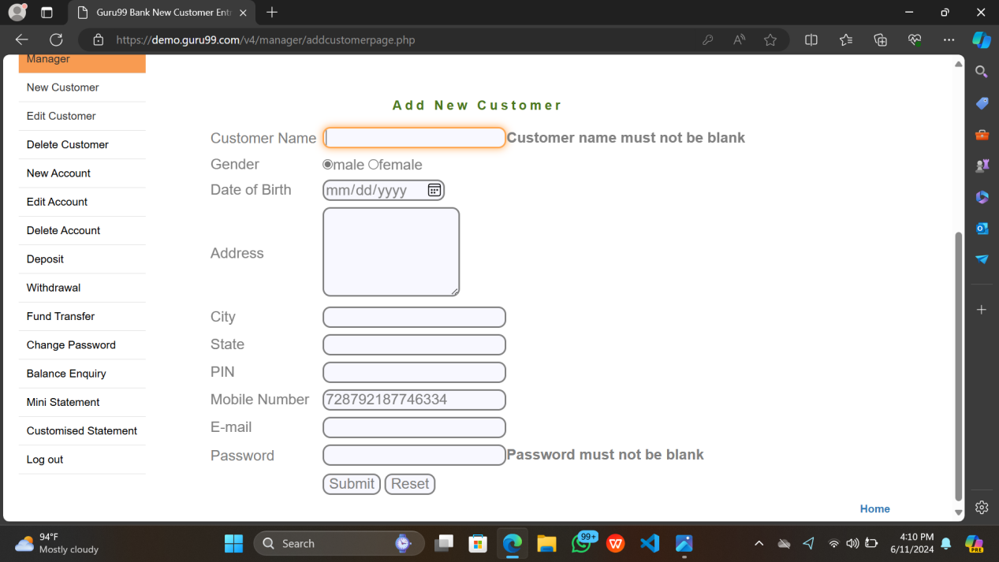 Guru99 Bank New Customer Entr
https://demo.guru99.com/v4/manager/addcustomerpage.php
Manager
New Customer
Edit Customer
Delete Customer
New Account
Edit Account
Delete Account
Deposit
Withdrawal
Fund Transfer
Change Password
Balance Enquiry
Mini Statement
Customised Statement
Log out
Add New Customer
Customer Name Customer name must not be blank
Gender male female
Date of Birth mm/dd/yyyy
Address
City
State
PIN
Mobile Number 728792187746334
E-mail
Password Password must not be blank
Submit Reset
Home
94°F
Mostly cloudy
Search
99+
4:10 PM
6/11/2024
PRE